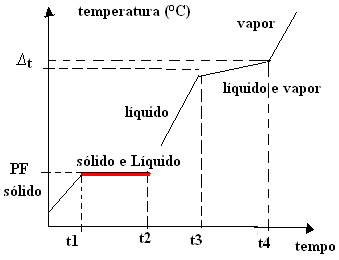 temperatura (°C)
vapor
Δt
líquido
líquido e vapor
sólido e Líquido
PF
sólido
t1
t2
t3
t4
tempo